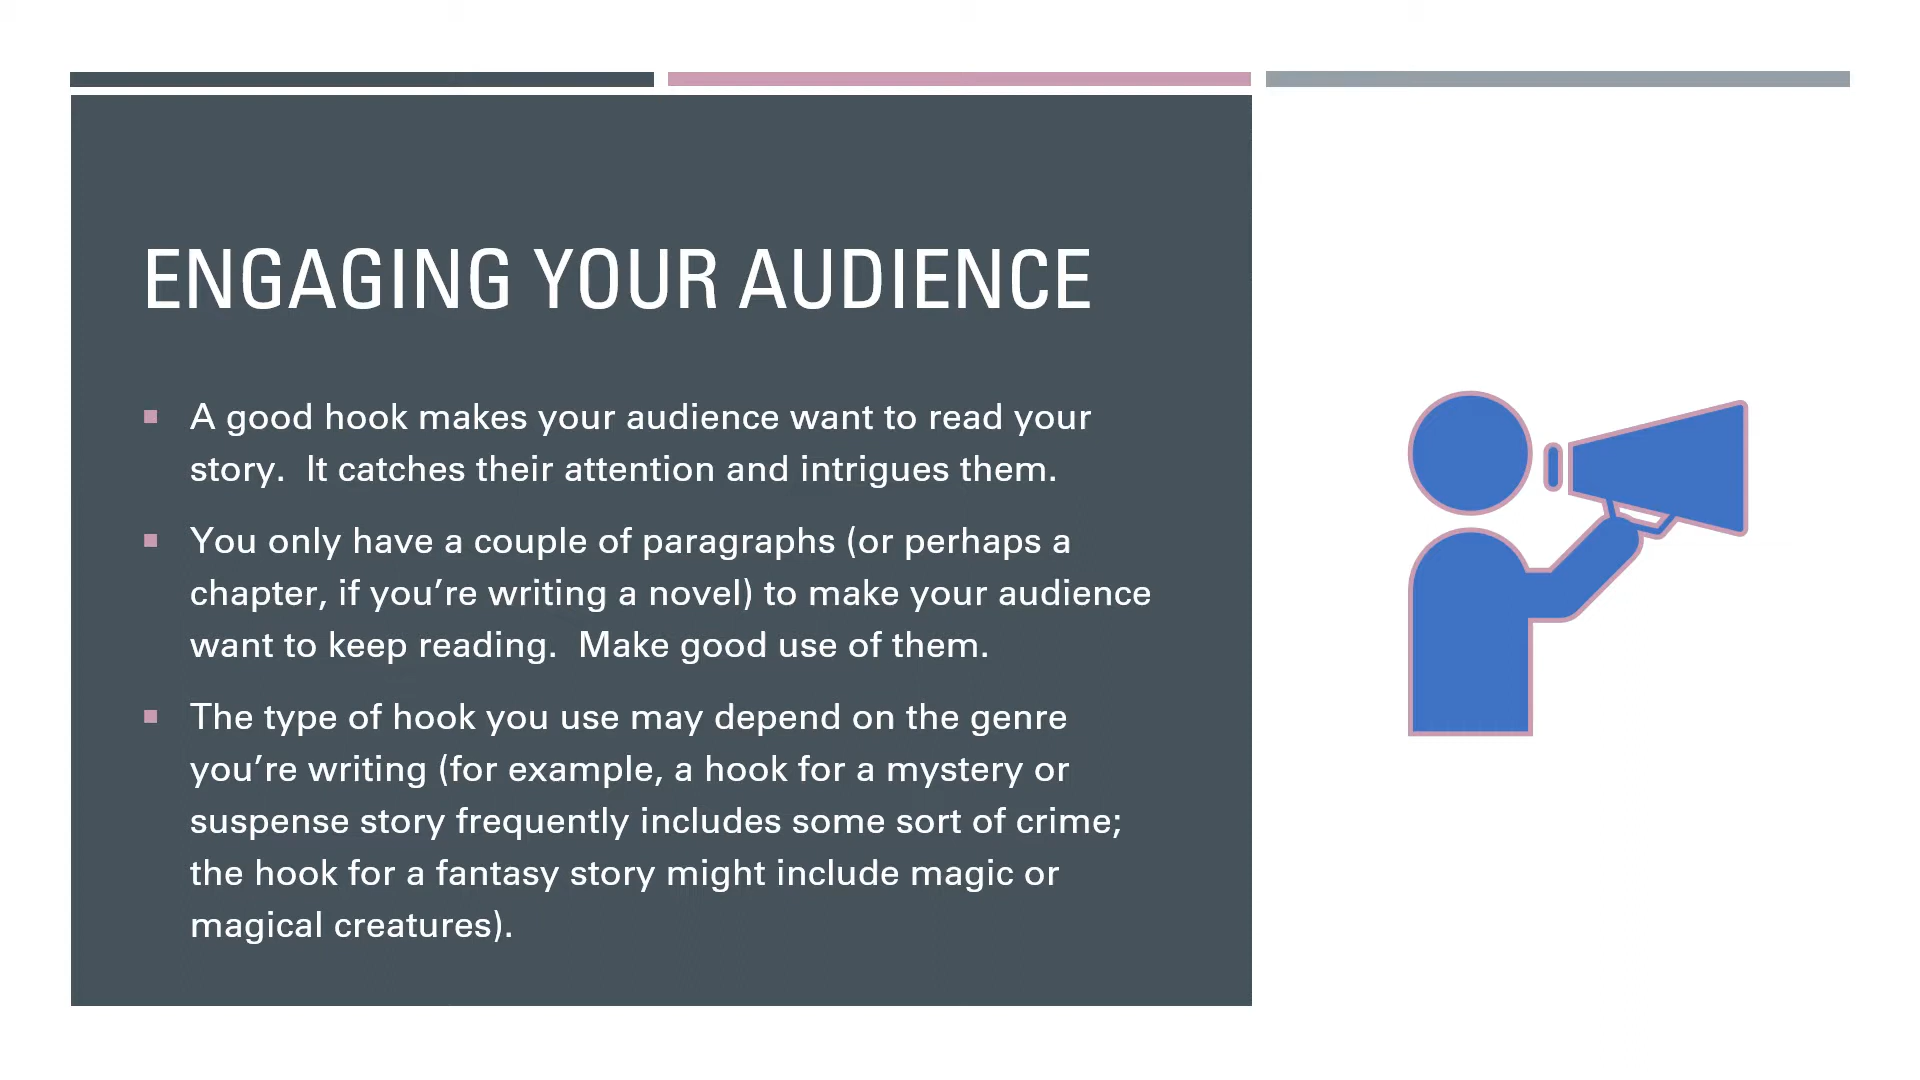 ENGAGING YOUR AUDIENCE
A good hook makes your audience want to read your
story.  It catches their attention and intrigues them.
You only have a couple of paragraphs (or perhaps a
chapter, if you’re writing a novel) to make your audience
want to keep reading.  Make good use of them.
The type of hook you use may depend on the genre
you’re writing (for example, a hook for a mystery or
suspense story frequently includes some sort of crime;
the hook for a fantasy story might include magic or
magical creatures).